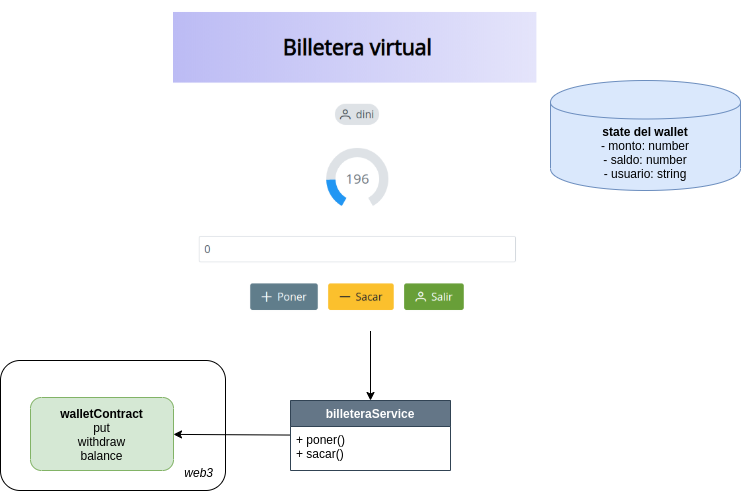 Billetera virtual
dini
196
0
Poner
Sacar
Salir
state del wallet
- monto: number
- saldo: number
- usuario: string
walletContract
put
withdraw
balance
web3
billeteraService
+ poner()
+ sacar()